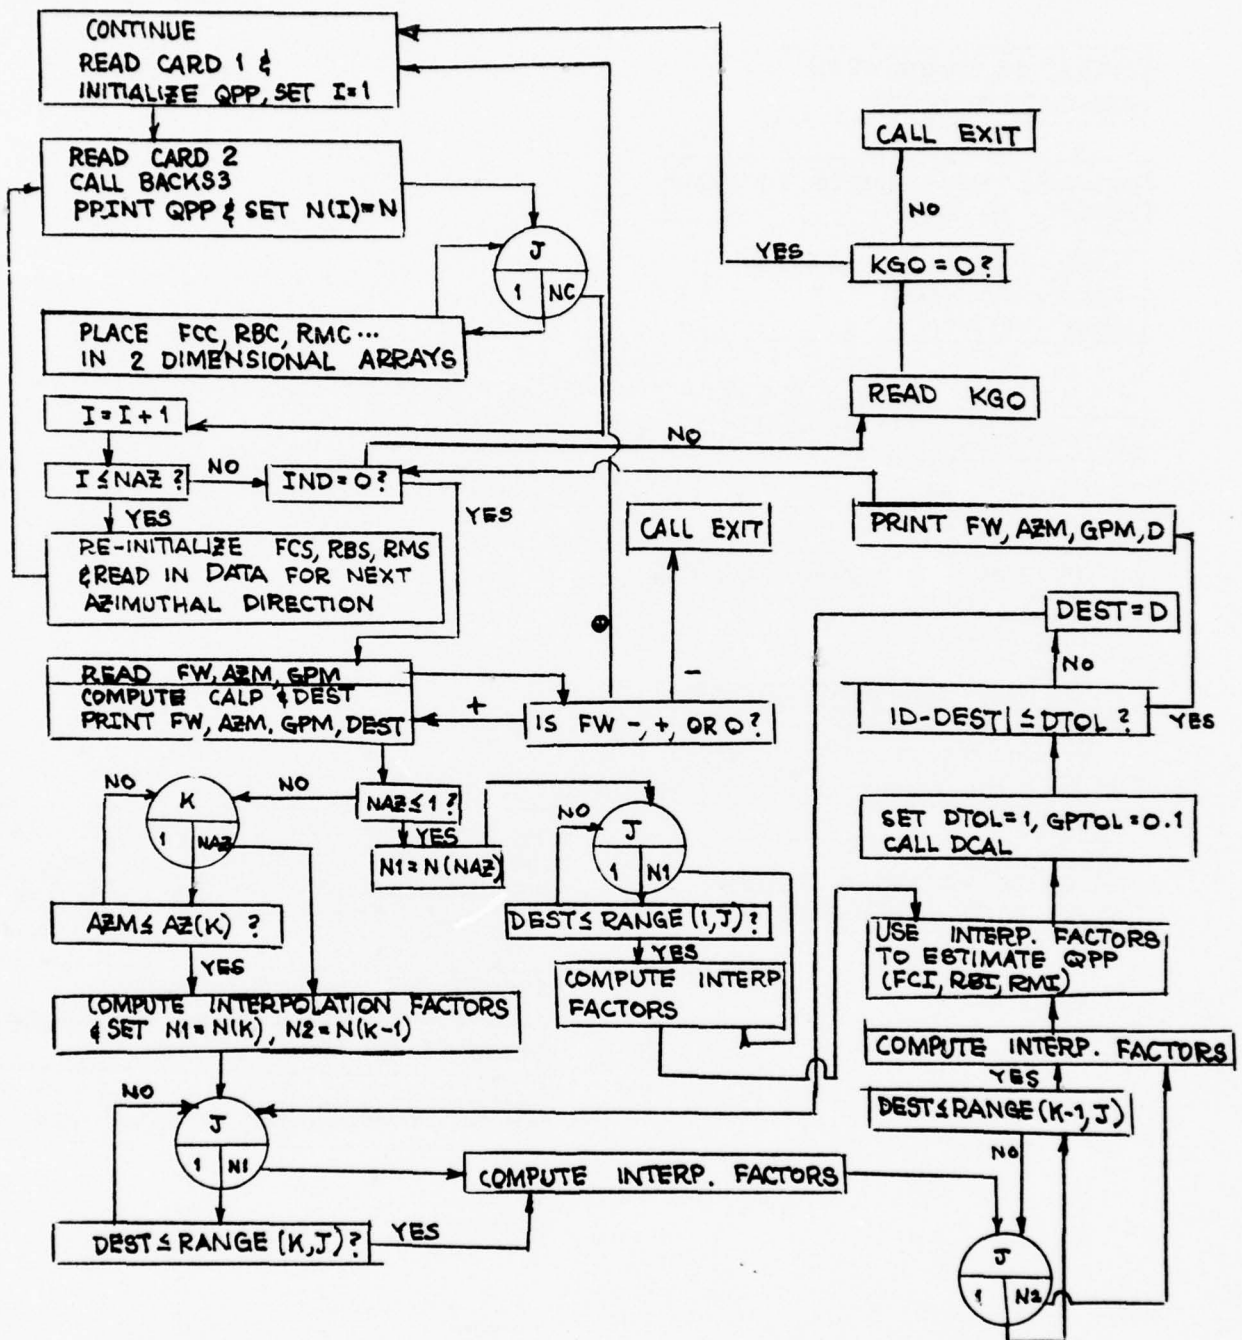 CONTINUE
READ CARD 1 &
INITIALIZE QPP, SET I=1
READ CARD 2
CALL BACKS3
PPINT QPP & SET N(I)=N
J
1 NC
PLACE FCC, RBC, RMC ...
IN 2 DIMENSIONAL ARRAYS
I = I + 1
I ≤ NAZ ?
NO
IND = 0 ?
NO
YES
YES
RE-INITIALIZE FCS, RBS, RMS
& READ IN DATA FOR NEXT
AZIMUTHAL DIRECTION
CALL EXIT
NO
KGO = 0 ?
YES
READ KGO
READ FW, AZM, GPM
COMPUTE CALP & DEST
PRINT FW, AZM, GPM, DEST
+
IS FW -, +, OR 0 ?
0
-
CALL EXIT
PRINT FW, AZM, GPM, D
DEST = D
NO
|D-DEST| ≤ DTOL ?
YES
SET DTOL=1, GPTOL=0.1
CALL DCAL
NO
K
1 NAZ
NO
NAZ ≤ 1 ?
YES
N1 = N(NAZ)
NO
J
1 N1
AZM ≤ AZ(K) ?
YES
DEST ≤ RANGE (1,J) ?
YES
COMPUTE INTERP
FACTORS
USE INTERP. FACTORS
TO ESTIMATE QPP
(FCI, RBI, RMI)
COMPUTE INTERPOLATION FACTORS
& SET N1 = N(K), N2 = N(K-1)
COMPUTE INTERP. FACTORS
YES
DEST ≤ RANGE (K-1, J)
NO
NO
J
1 N1
COMPUTE INTERP. FACTORS
DEST ≤ RANGE (K,J) ?
YES
J
1 N2